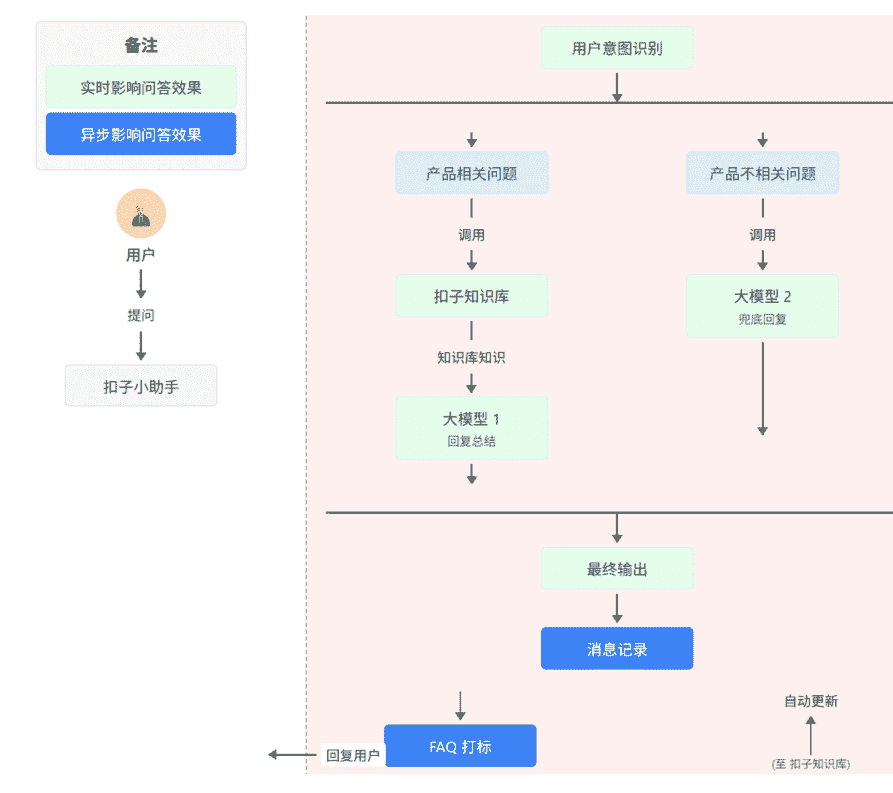 备注
实时影响问答效果
异步影响问答效果
用户
提问
扣子小助手
用户意图识别
产品相关问题
产品不相关问题
调用
调用
扣子知识库
大模型 2
兜底回复
知识库知识
大模型 1
回复总结
最终输出
消息记录
自动更新
FAQ 打标
回复用户
(至 扣子知识库)